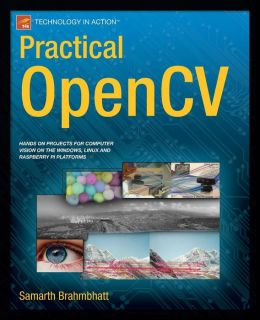 TECHNOLOGY IN ACTION™
Practical
OpenCV
HANDS ON PROJECTS FOR COMPUTER
VISION ON THE WINDOWS, LINUX AND
RASPBERRY PI PLATFORMS
Samarth Brahmbhatt